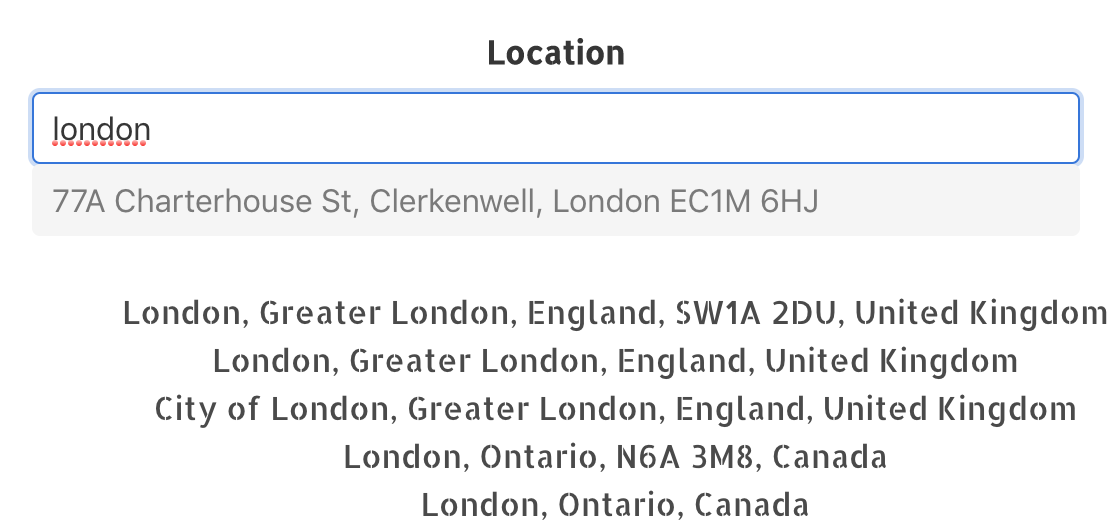 Location
london
77A Charterhouse St, Clerkenwell, London EC1M 6HJ
London, Greater London, England, SW1A 2DU, United Kingdom
London, Greater London, England, United Kingdom
City of London, Greater London, England, United Kingdom
London, Ontario, N6A 3M8, Canada
London, Ontario, Canada